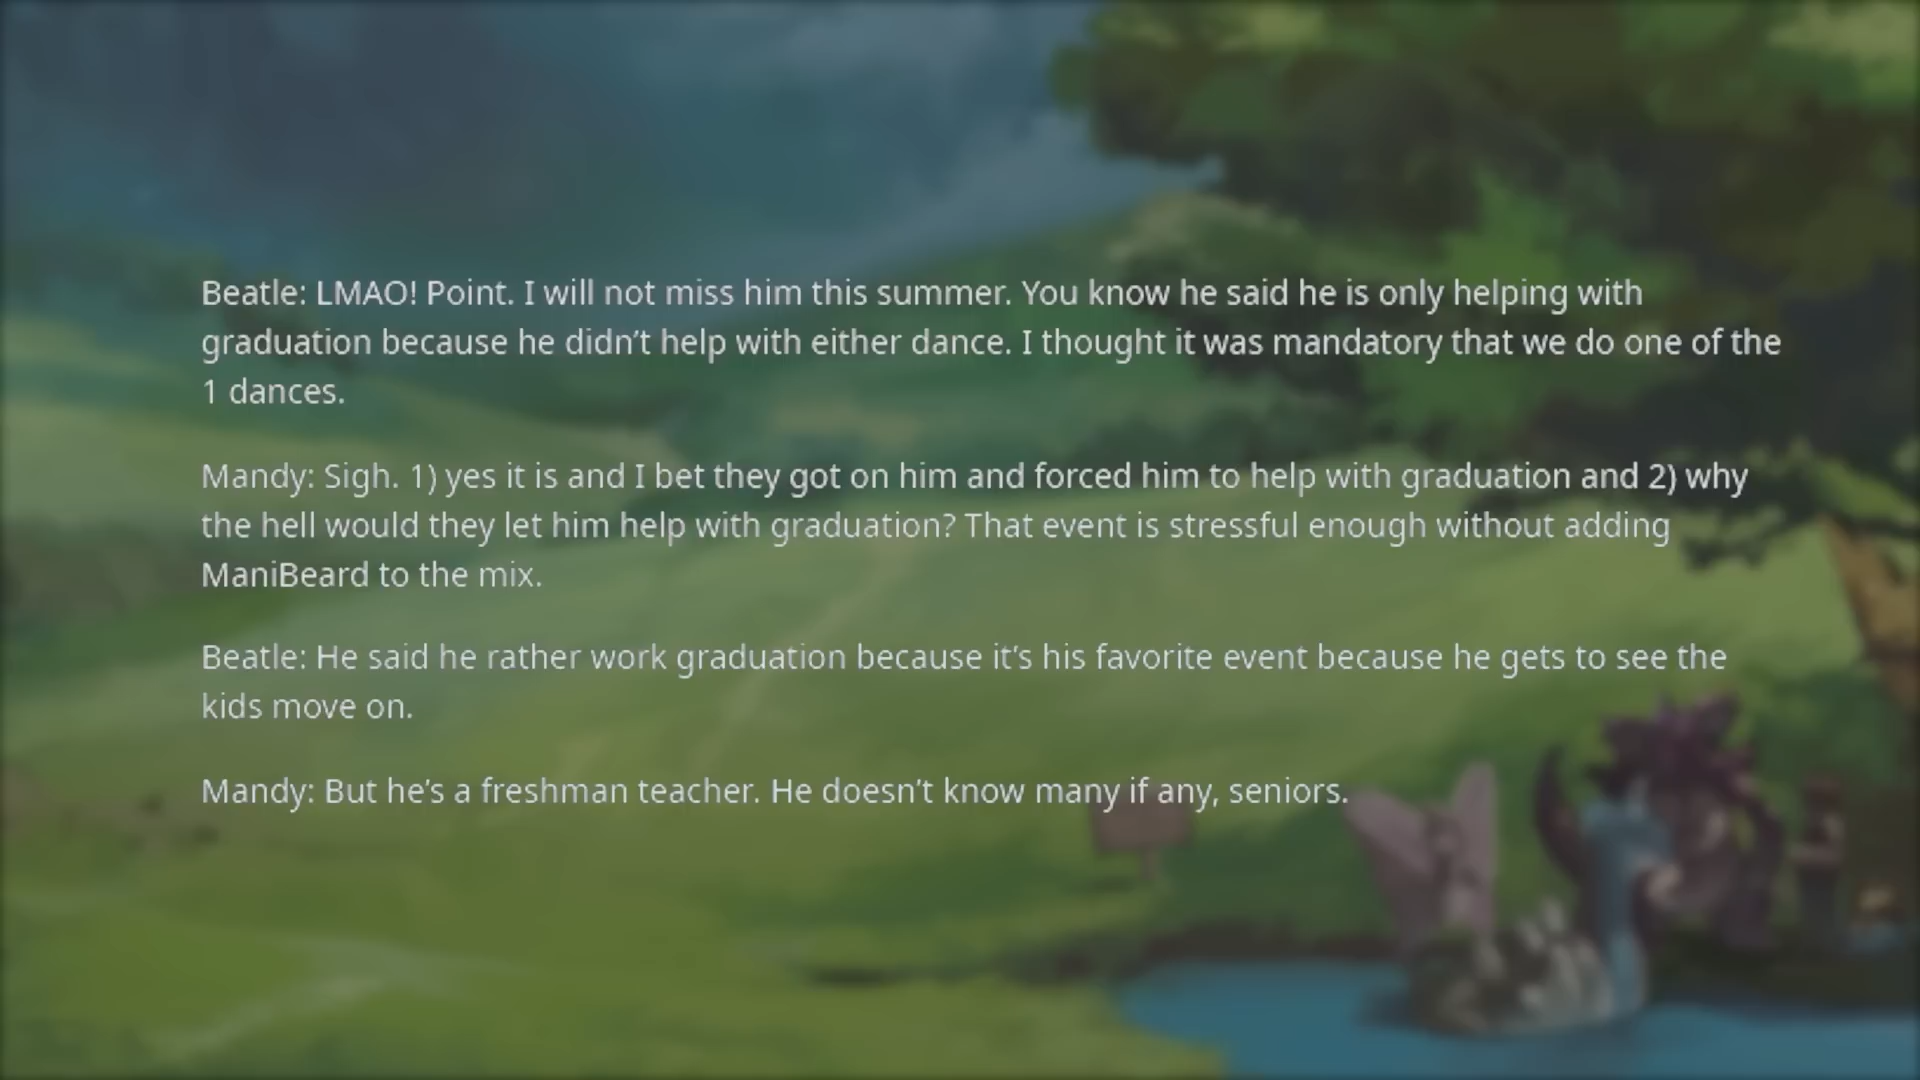 Beatle: LMAO! Point. I will not miss him this summer. You know he said he is only helping with
graduation because he didn’t help with either dance. I thought it was mandatory that we do one of the
1 dances.
Mandy: Sigh. 1) yes it is and I bet they got on him and forced him to help with graduation and 2) why
the hell would they let him help with graduation? That event is stressful enough without adding
ManiBeard to the mix.
Beatle: He said he rather work graduation because it’s his favorite event because he gets to see the
kids move on.
Mandy: But he’s a freshman teacher. He doesn’t know many if any, seniors.